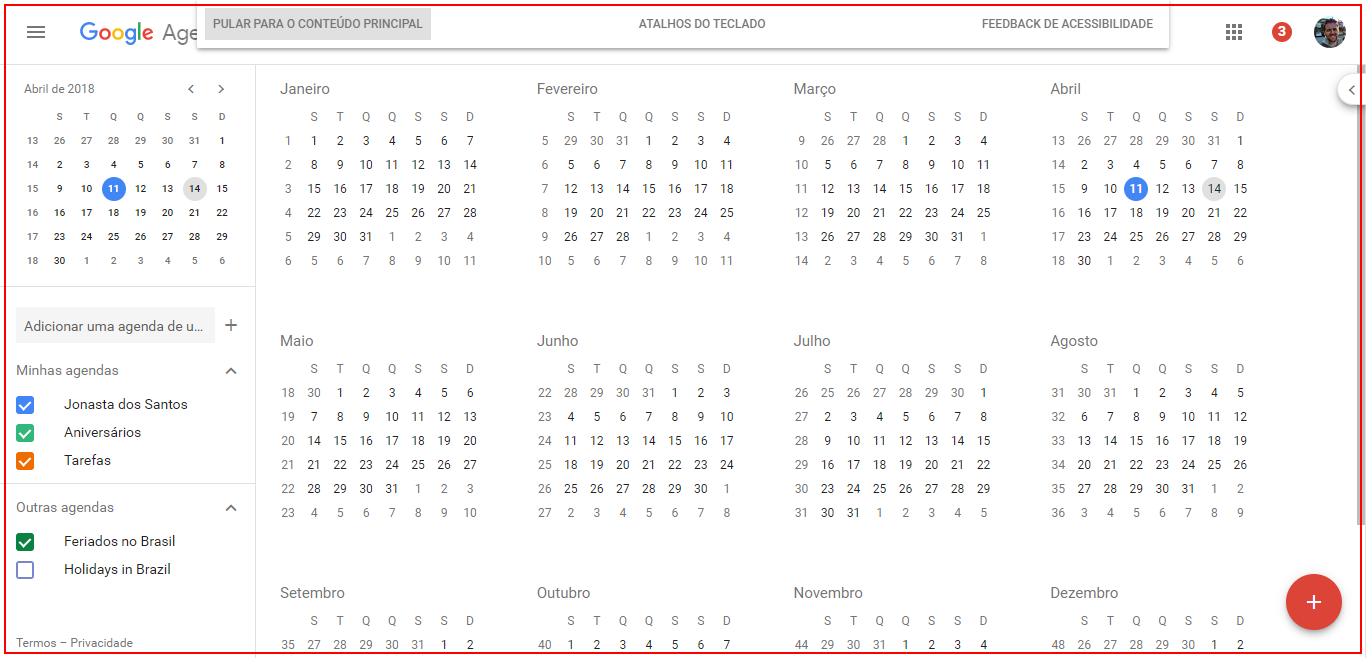 Google Age
PULAR PARA O CONTEÚDO PRINCIPAL
ATALHOS DO TECLADO
FEEDBACK DE ACESSIBILIDADE
3
Abril de 2018
S T Q Q S S D
13 26 27 28 29 30 31 1
14 2 3 4 5 6 7 8
15 9 10 11 12 13 14 15
16 16 17 18 19 20 21 22
17 23 24 25 26 27 28 29
18 30 1 2 3 4 5 6
Adicionar uma agenda de u...
Minhas agendas
Jonasta dos Santos
Aniversários
Tarefas
Outras agendas
Feriados no Brasil
Holidays in Brazil
Termos – Privacidade
Janeiro
S T Q Q S S D
1 1 2 3 4 5 6 7
2 8 9 10 11 12 13 14
3 15 16 17 18 19 20 21
4 22 23 24 25 26 27 28
5 29 30 31 1 2 3 4
6 5 6 7 8 9 10 11
Fevereiro
S T Q Q S S D
5 29 30 31 1 2 3 4
6 5 6 7 8 9 10 11
7 12 13 14 15 16 17 18
8 19 20 21 22 23 24 25
9 26 27 28 1 2 3 4
10 5 6 7 8 9 10 11
Março
S T Q Q S S D
9 26 27 28 1 2 3 4
10 5 6 7 8 9 10 11
11 12 13 14 15 16 17 18
12 19 20 21 22 23 24 25
13 26 27 28 29 30 31 1
14 2 3 4 5 6 7 8
Abril
S T Q Q S S D
13 26 27 28 29 30 31 1
14 2 3 4 5 6 7 8
15 9 10 11 12 13 14 15
16 16 17 18 19 20 21 22
17 23 24 25 26 27 28 29
18 30 1 2 3 4 5 6
Maio
S T Q Q S S D
18 30 1 2 3 4 5 6
19 7 8 9 10 11 12 13
20 14 15 16 17 18 19 20
21 21 22 23 24 25 26 27
22 28 29 30 31 1 2 3
23 4 5 6 7 8 9 10
Junho
S T Q Q S S D
22 28 29 30 31 1 2 3
23 4 5 6 7 8 9 10
24 11 12 13 14 15 16 17
25 18 19 20 21 22 23 24
26 25 26 27 28 29 30 1
27 2 3 4 5 6 7 8
Julho
S T Q Q S S D
26 25 26 27 28 29 30 1
27 2 3 4 5 6 7 8
28 9 10 11 12 13 14 15
29 16 17 18 19 20 21 22
30 23 24 25 26 27 28 29
31 30 31 1 2 3 4 5
Agosto
S T Q Q S S D
31 30 31 1 2 3 4 5
32 6 7 8 9 10 11 12
33 13 14 15 16 17 18 19
34 20 21 22 23 24 25 26
35 27 28 29 30 31 1 2
36 3 4 5 6 7 8 9
Setembro
S T Q Q S S D
35 27 28 29 30 31 1 2
Outubro
S T Q Q S S D
40 1 2 3 4 5 6 7
Novembro
S T Q Q S S D
44 29 30 31 1 2 3 4
Dezembro
S T Q Q S S D
48 26 27 28 29 30 1 2